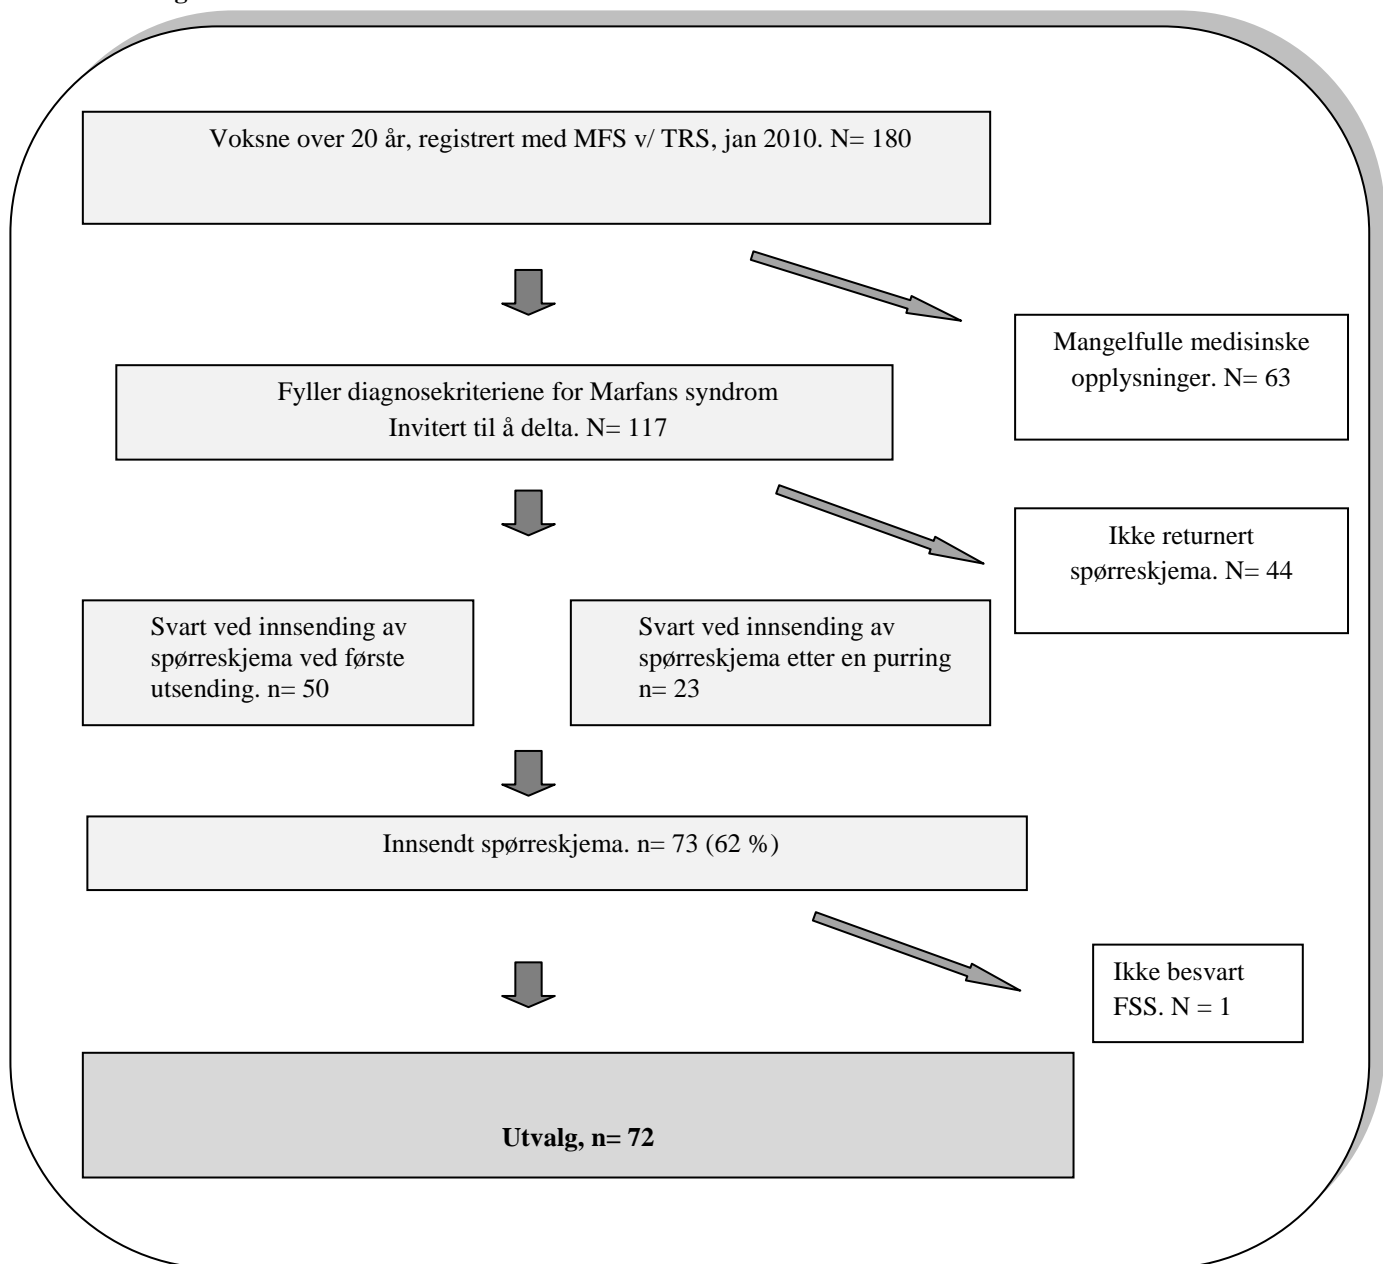 Voksne over 20 år, registrert med MFS v/ TRS, jan 2010. N= 180
Mangelfulle medisinske
opplysninger. N= 63
Fyller diagnosekriteriene for Marfans syndrom
Invitert til å delta. N= 117
Ikke returnert
spørreskjema. N= 44
Svart ved innsending av
spørreskjema ved første
utsending. n= 50
Svart ved innsending av
spørreskjema etter en purring
n= 23
Innsendt spørreskjema. n= 73 (62 %)
Ikke besvart
FSS. N = 1
Utvalg, n= 72